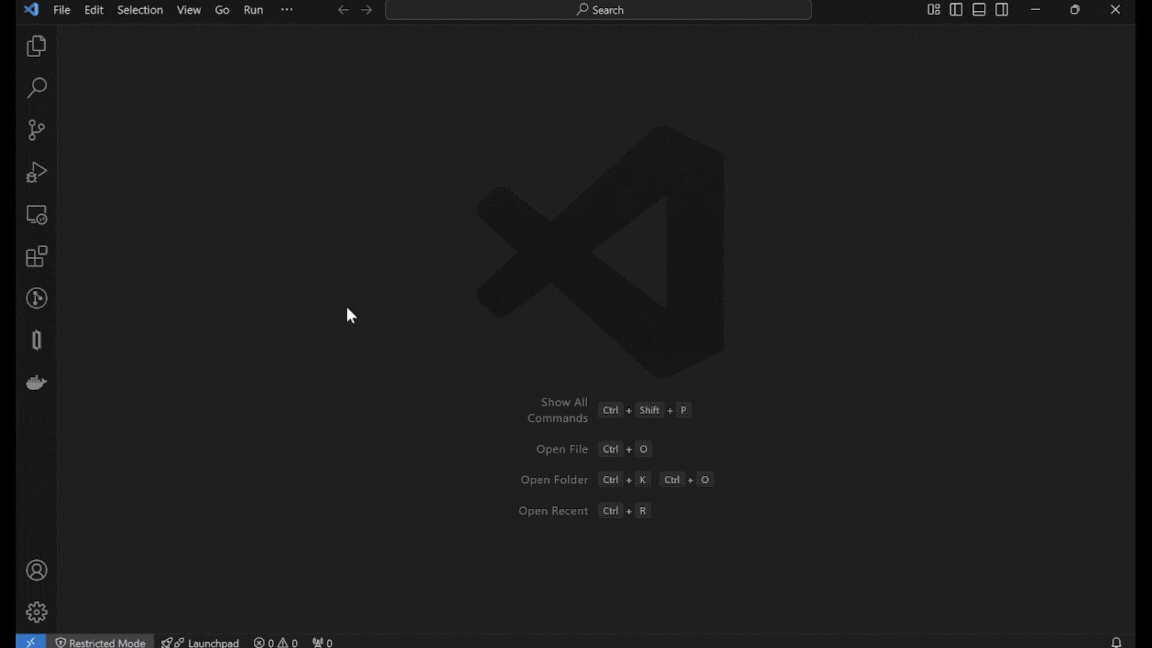 File Edit Selection View Go Run ··· Search
Show All
Commands Ctrl + Shift + P
Open File Ctrl + O
Open Folder Ctrl + K Ctrl + O
Open Recent Ctrl + R
Restricted Mode Launchpad 0 0 0